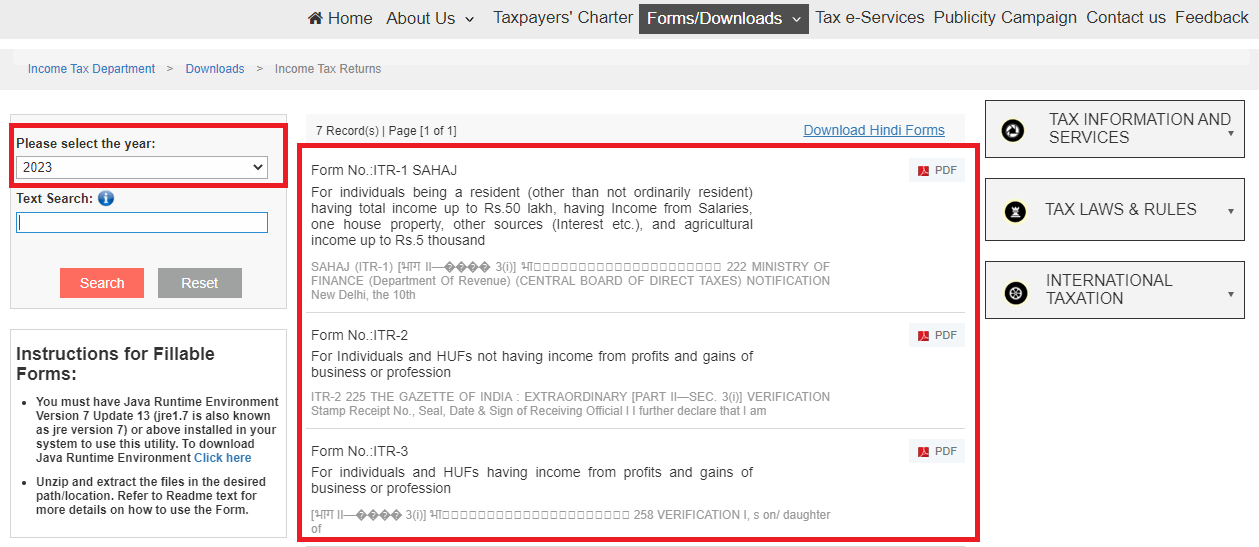 Home About Us Taxpayers' Charter Forms/Downloads Tax e-Services Publicity Campaign Contact us Feedback
Income Tax Department > Downloads > Income Tax Returns
Please select the year:
2023
Text Search:
Search Reset
Instructions for Fillable
Forms:
• You must have Java Runtime Environment
Version 7 Update 13 (jre1.7 is also known
as jre version 7) or above installed in your
system to use this utility. To download
Java Runtime Environment Click here
• Unzip and extract the files in the desired
path/location. Refer to Readme text for
more details on how to use the Form.
7 Record(s) | Page [1 of 1] Download Hindi Forms
Form No.:ITR-1 SAHAJ PDF
For individuals being a resident (other than not ordinarily resident)
having total income up to Rs.50 lakh, having Income from Salaries,
one house property, other sources (Interest etc.), and agricultural
income up to Rs.5 thousand
SAHAJ (ITR-1) [भाग II—���� 3(i)] भा 222 MINISTRY OF
FINANCE (Department Of Revenue) (CENTRAL BOARD OF DIRECT TAXES) NOTIFICATION
New Delhi, the 10th
Form No.:ITR-2 PDF
For Individuals and HUFs not having income from profits and gains of
business or profession
ITR-2 225 THE GAZETTE OF INDIA : EXTRAORDINARY [PART II—SEC. 3(i)] VERIFICATION
Stamp Receipt No., Seal, Date & Sign of Receiving Official I I further declare that I am
Form No.:ITR-3 PDF
For individuals and HUFs having income from profits and gains of
business or profession
[भाग II—���� 3(i)] भा 258 VERIFICATION I, s on/ daughter
of
TAX INFORMATION AND
SERVICES
TAX LAWS & RULES
INTERNATIONAL
TAXATION